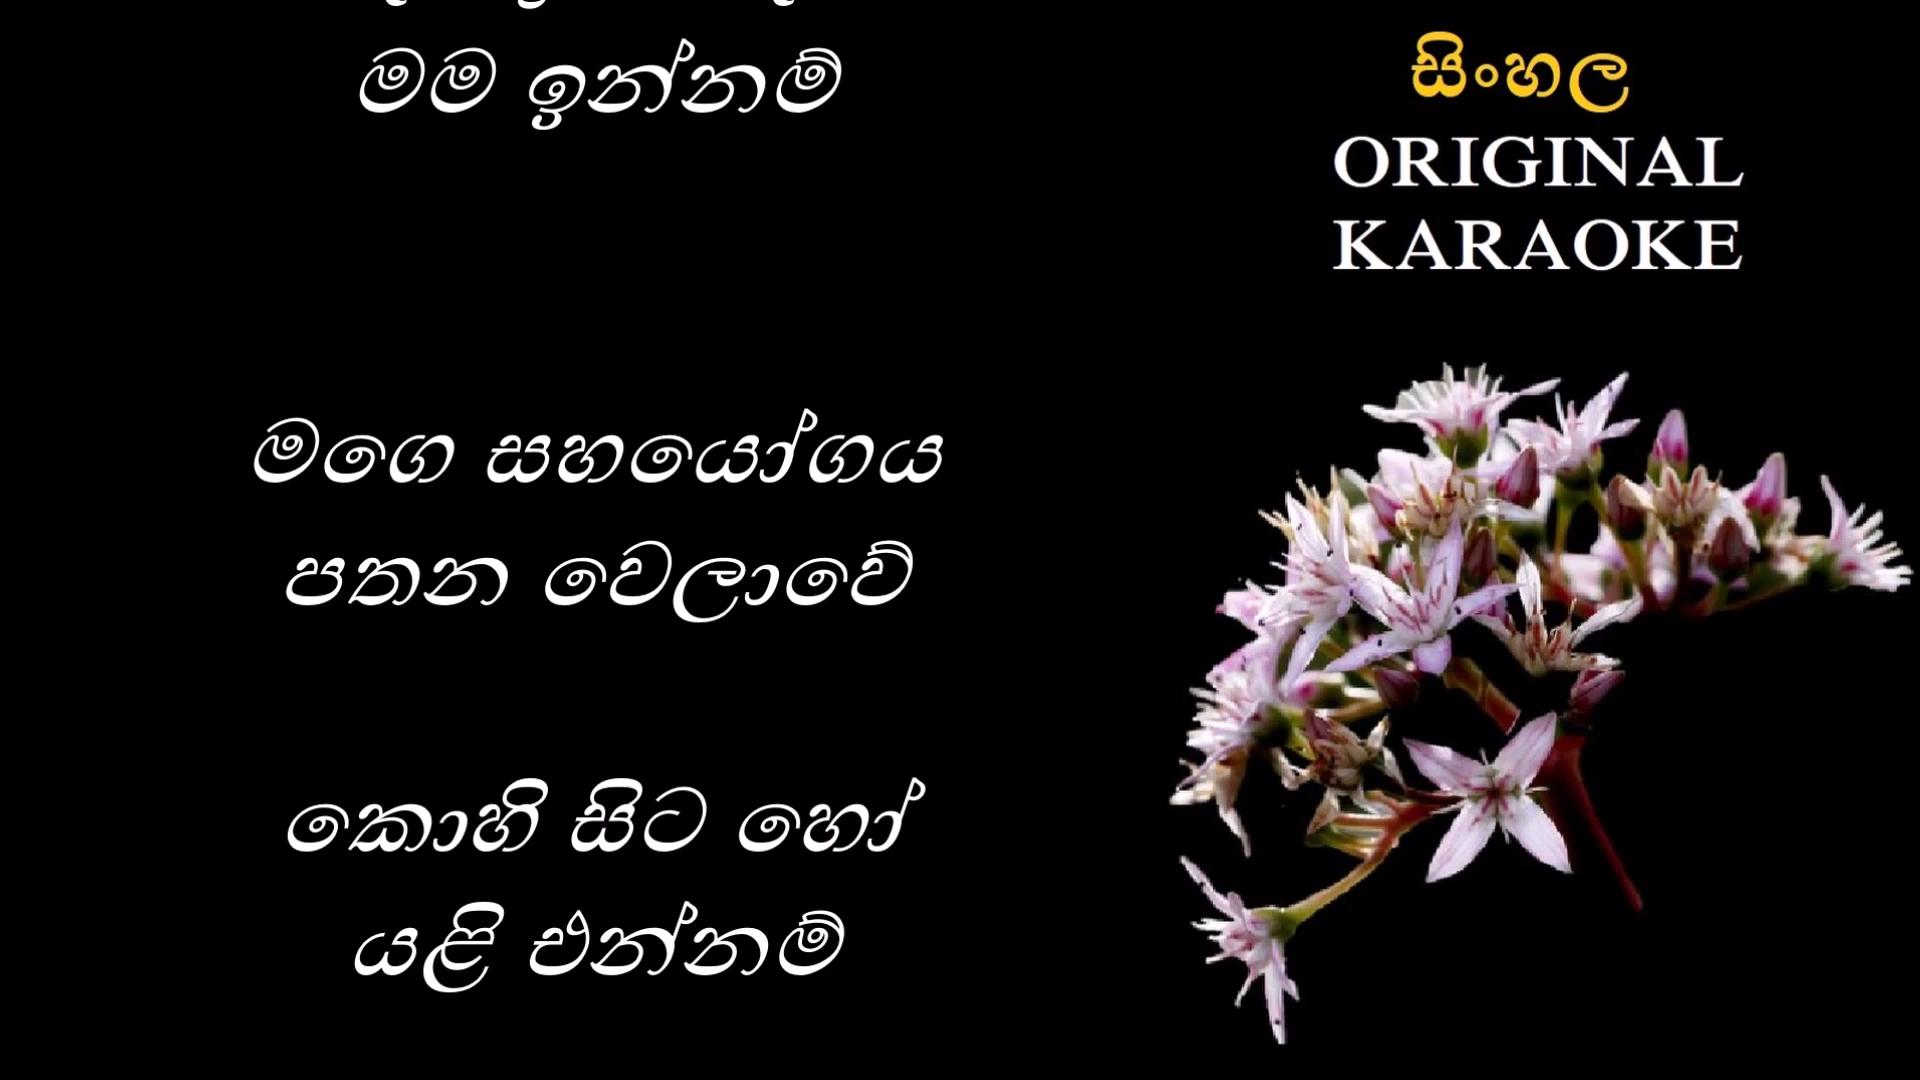 මම ඉන්නම්
මගෙ සහයෝගය
පතන වෙලාවේ
කොහි සිට හෝ
යළි එන්නම්
සිංහල
ORIGINAL
KARAOKE